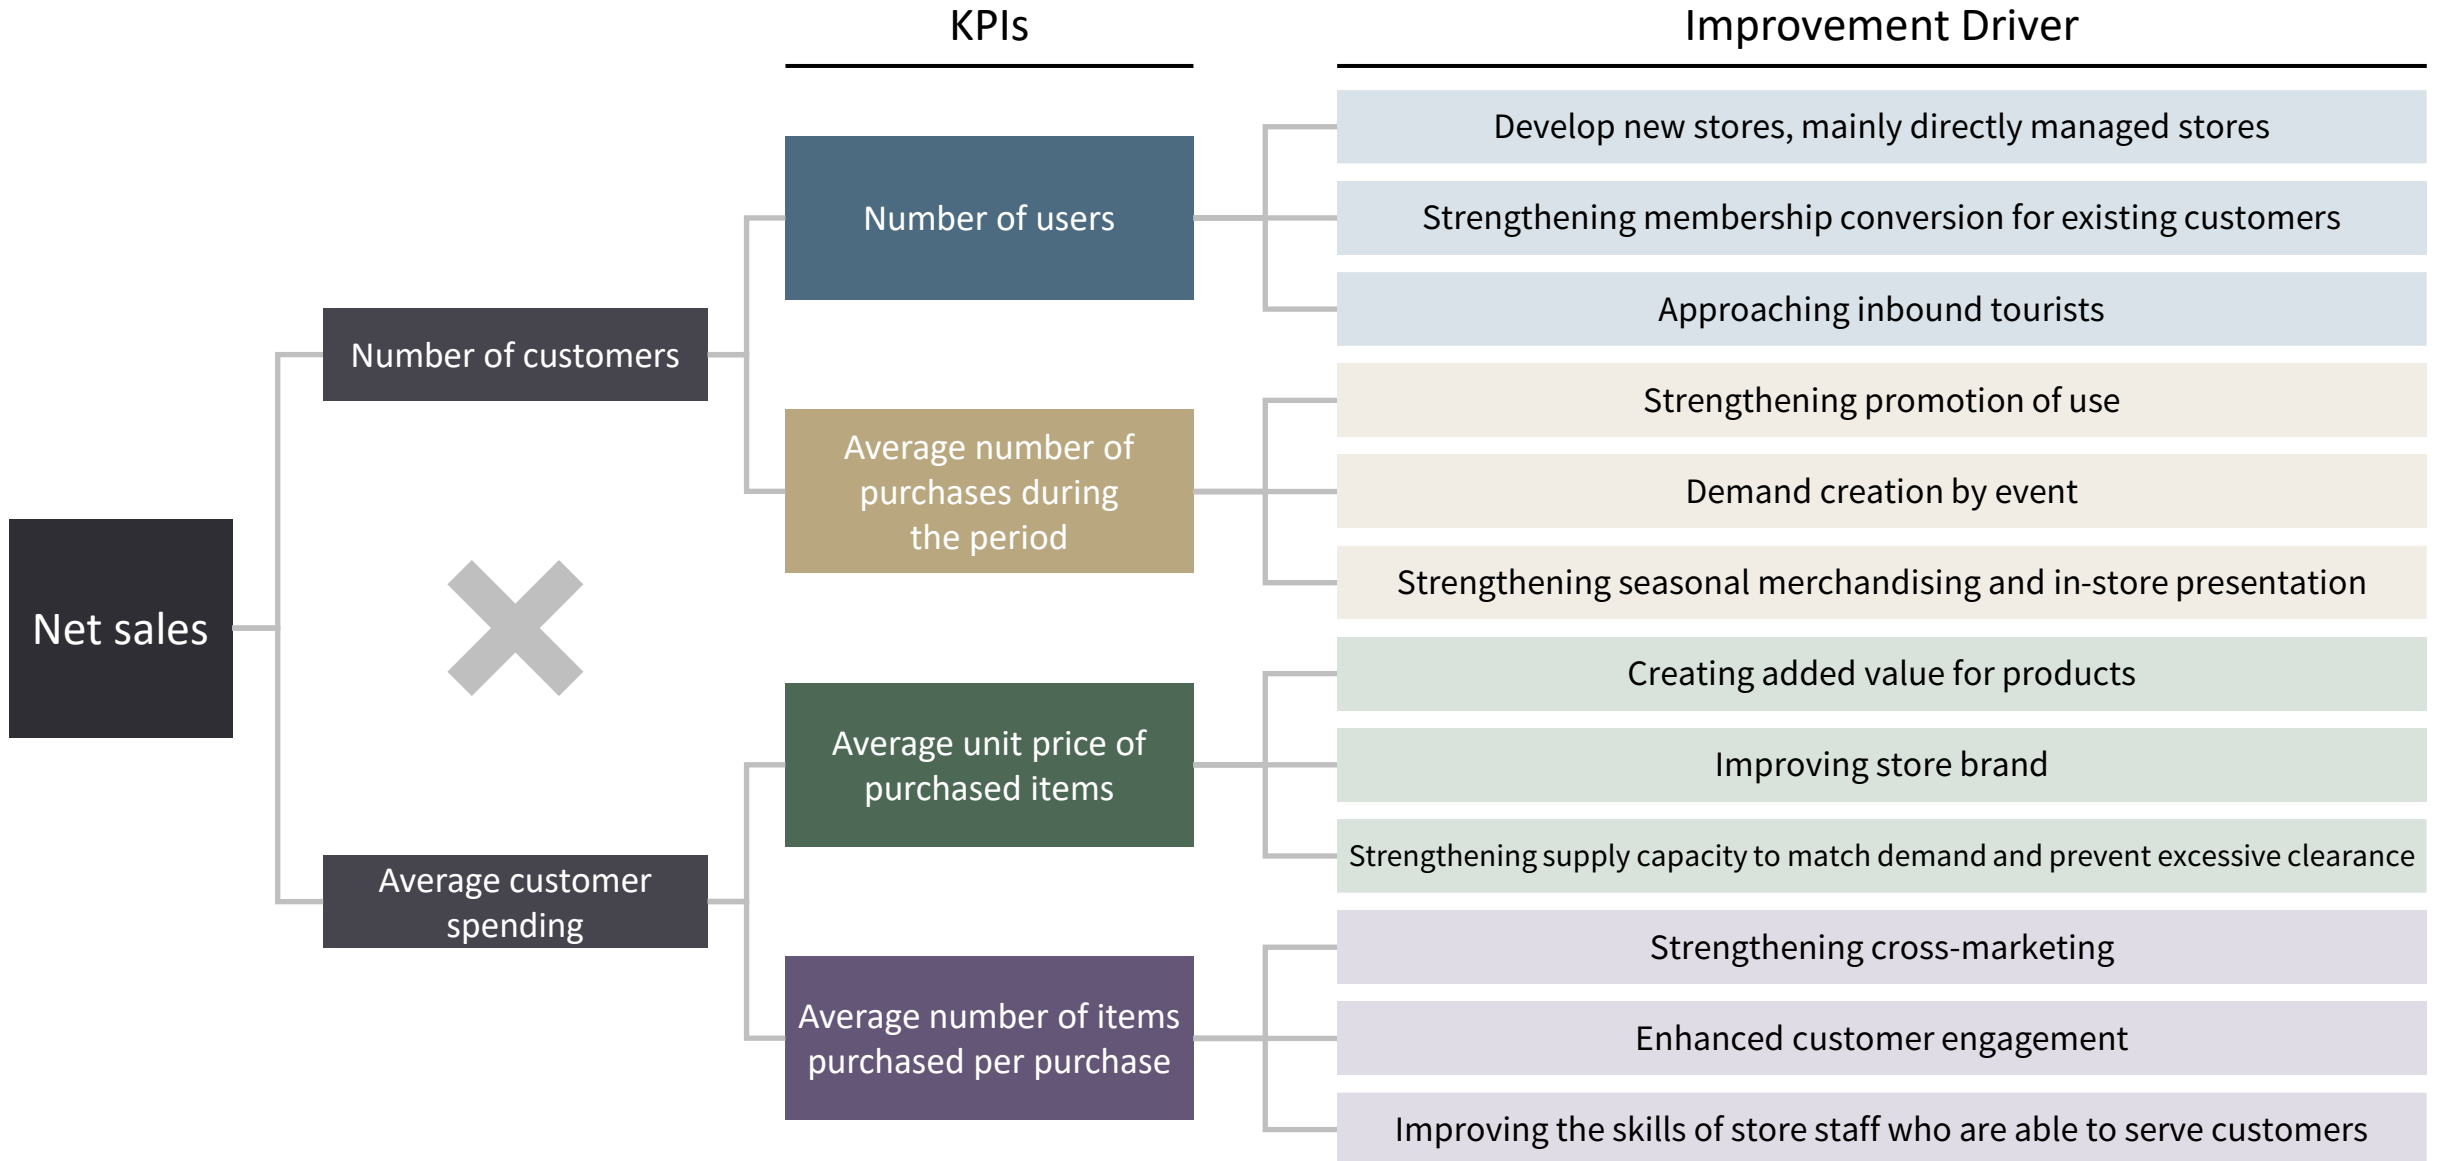 KPIs
Improvement Driver
Net sales
Number of customers
Average customer
spending
Number of users
Average number of
purchases during
the period
Average unit price of
purchased items
Average number of items
purchased per purchase
Develop new stores, mainly directly managed stores
Strengthening membership conversion for existing customers
Approaching inbound tourists
Strengthening promotion of use
Demand creation by event
Strengthening seasonal merchandising and in-store presentation
Creating added value for products
Improving store brand
Strengthening supply capacity to match demand and prevent excessive clearance
Strengthening cross-marketing
Enhanced customer engagement
Improving the skills of store staff who are able to serve customers